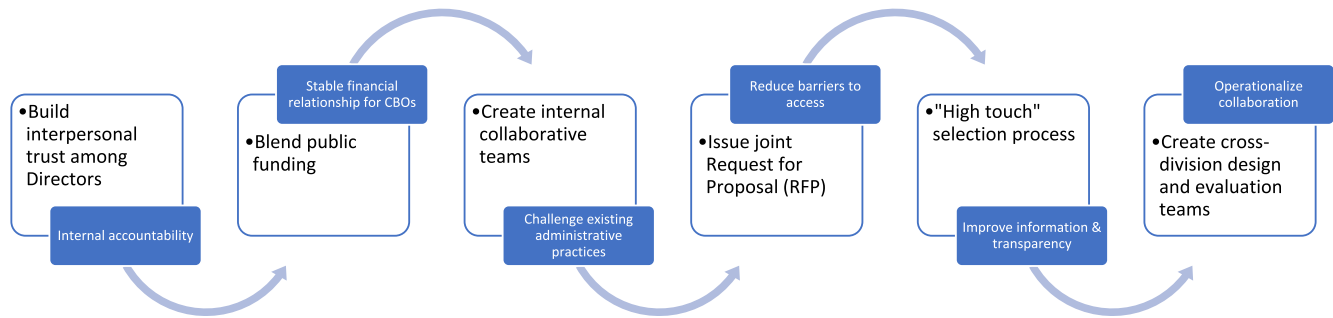 •Build
interpersonal
trust among
Directors
Internal accountability
Stable financial
relationship for CBOs
•Blend public
funding
•Create internal
collaborative
teams
Challenge existing
administrative
practices
Reduce barriers to
access
•Issue joint
Request for
Proposal (RFP)
•"High touch"
selection process
Improve information &
transparency
Operationalize
collaboration
•Create cross-
division design
and evaluation
teams